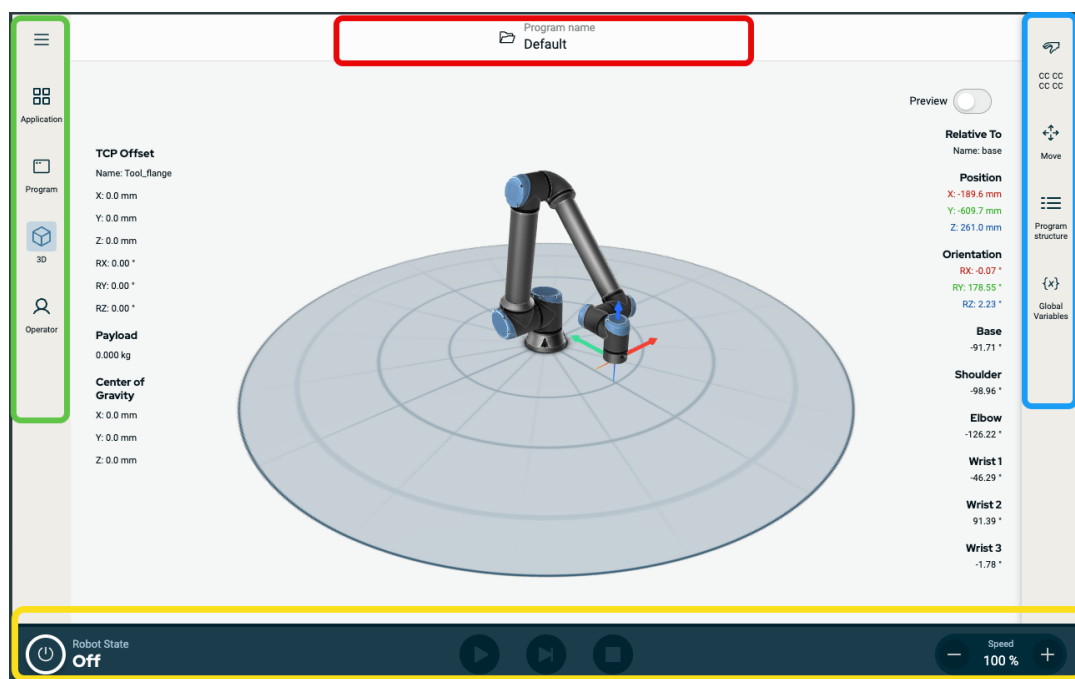 Program name
Default
Application
Program
3D
Operator
TCP Offset
Name: Tool_flange
X: 0.0 mm
Y: 0.0 mm
Z: 0.0 mm
RX: 0.00 °
RY: 0.00 °
RZ: 0.00 °
Payload
0.000 kg
Center of
Gravity
X: 0.0 mm
Y: 0.0 mm
Z: 0.0 mm
Preview
Relative To
Name: base
Position
X: -189.6 mm
Y: -609.7 mm
Z: 261.0 mm
Orientation
RX: -0.07 °
RY: 178.55 °
RZ: 2.23 °
Base
-91.71 °
Shoulder
-98.96 °
Elbow
-126.22 °
Wrist 1
-46.29 °
Wrist 2
91.39 °
Wrist 3
-1.78 °
CC CC
CC CC
Move
Program
structure
{x}
Global
Variables
Robot State
Off
Speed
100 %